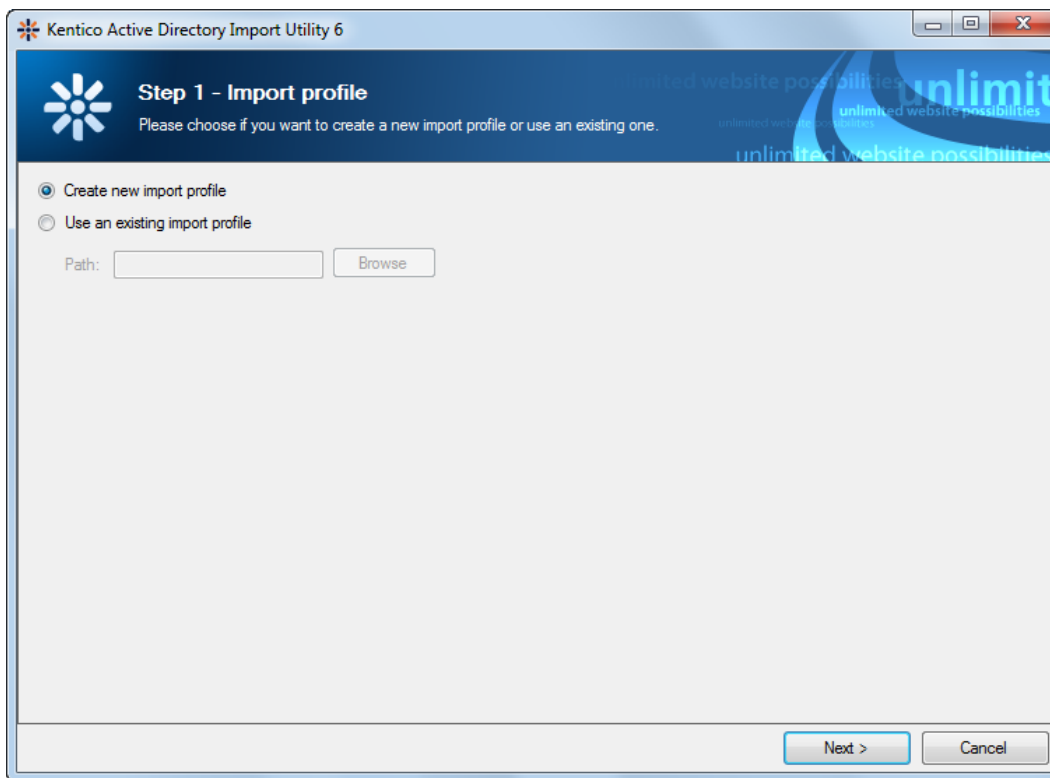 Kentico Active Directory Import Utility 6
Step 1 - Import profile
Please choose if you want to create a new import profile or use an existing one.
unlimited website possibilities
unlimit
unlimited website possibilities
unlimited website possibilities
unlimited website possibilities
Create new import profile
Use an existing import profile
Path:
Browse
Next >
Cancel